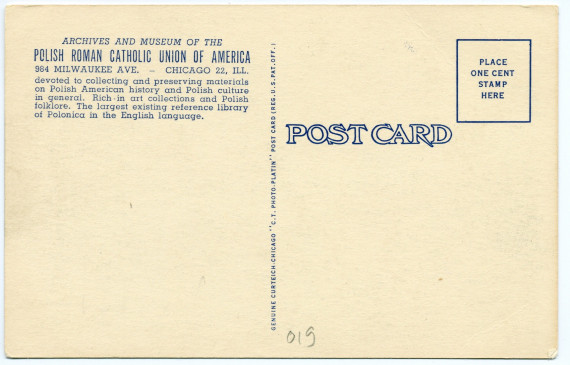 ARCHIVES AND MUSEUM OF THE
POLISH ROMAN CATHOLIC UNION OF AMERICA
984 MILWAUKEE AVE. - CHICAGO 22, ILL.
devoted to collecting and preserving materials
on Polish American history and Polish culture
in general. Rich in art collections and Polish
folklore. The largest existing reference library
of Polonica in the English language.
GENUINE CURTEICH-CHICAGO "C.T. PHOTO-PLATIN" POST CARD (REG. U.S. PAT. OFF.)
POST CARD
PLACE
ONE CENT
STAMP
HERE
019